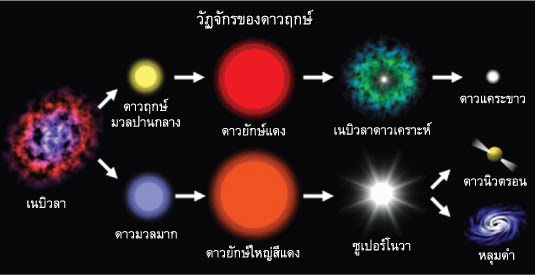 วัฏจักรของดาวฤกษ์
ดาวฤกษ์
มวลปานกลาง
ดาวยักษ์แดง
เนบิวลาดาวเคราะห์
ดาวแคระขาว
เนบิวลา
ดาวมวลมาก
ดาวยักษ์ใหญ่สีแดง
ซูเปอร์โนวา
ดาวนิวตรอน
หลุมดำ